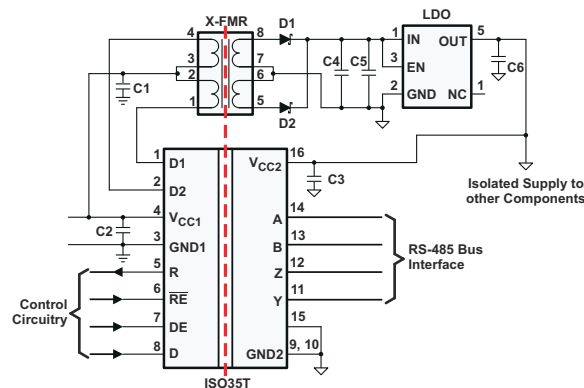 X-FMR
D1
LDO
4
8
1
IN
OUT
5
3
7
C4
C5
3
EN
C6
C1
2
6
2
GND
NC
1
1
5
D2
1
D1
16
VCC2
C3
2
D2
Isolated Supply to
other Components
4
VCC1
14
A
C2
3
GND1
13
B
RS-485 Bus
Interface
5
R
12
Z
Control
Circuitry
6
RE
11
Y
7
DE
15
8
D
GND2
9, 10
ISO35T